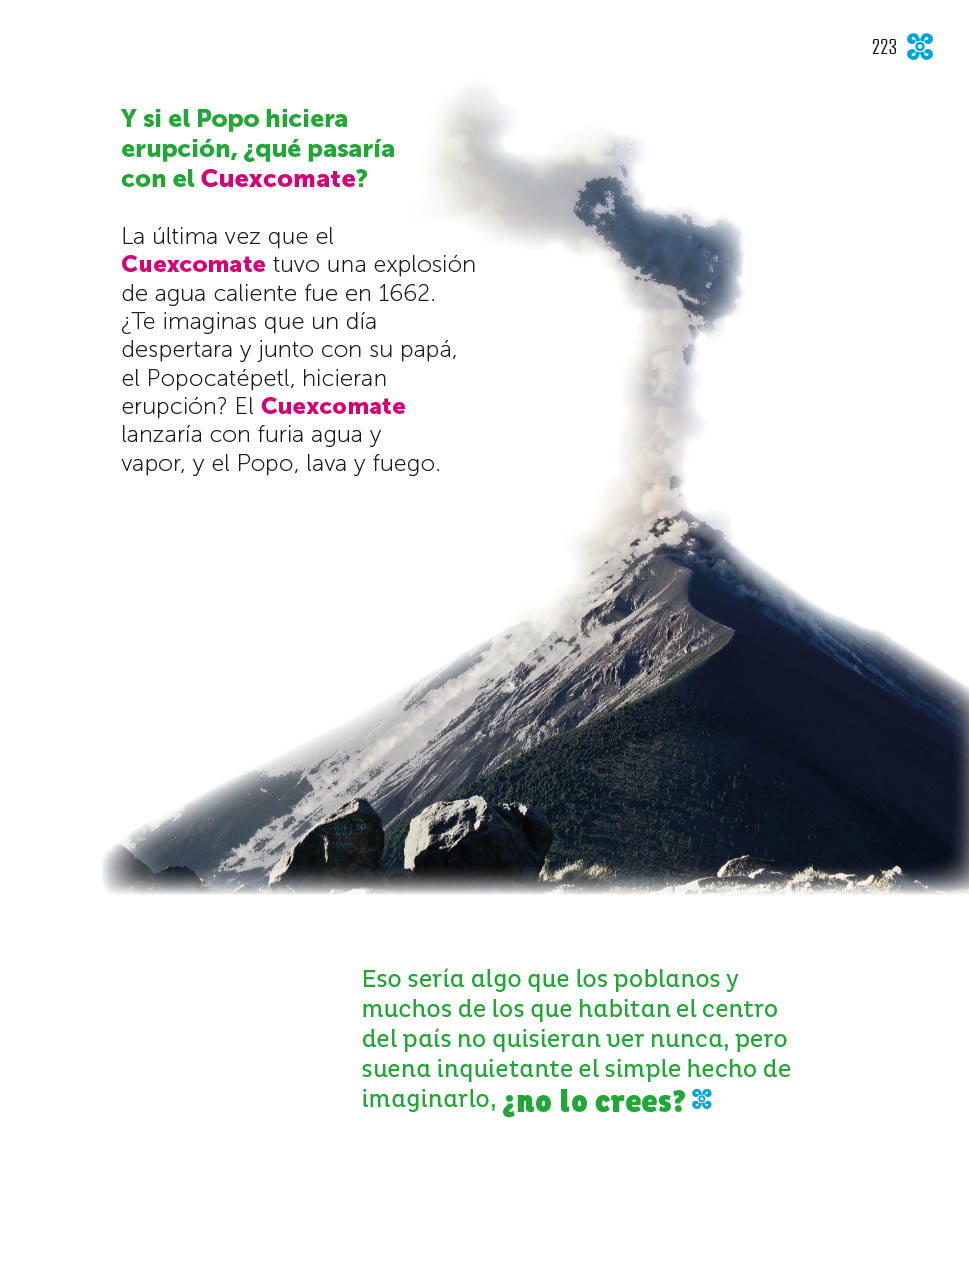 223
Y si el Popo hiciera
erupción, ¿qué pasaría
con el Cuexcomate?
La última vez que el
Cuexcomate tuvo una explosión
de agua caliente fue en 1662.
¿Te imaginas que un día
despertara y junto con su papá,
el Popocatépetl, hicieran
erupción? El Cuexcomate
lanzaría con furia agua y
vapor, y el Popo, lava y fuego.
Eso sería algo que los poblanos y
muchos de los que habitan el centro
del país no quisieran ver nunca, pero
suena inquietante el simple hecho de
imaginarlo, ¿no lo crees?